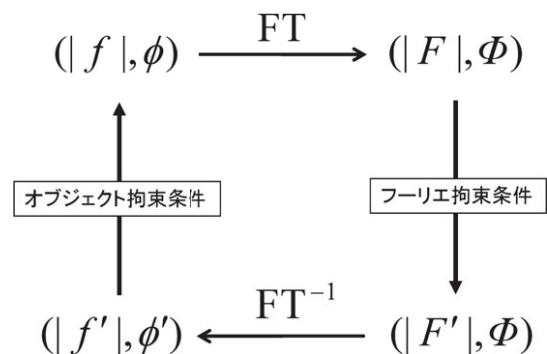 FT
(| f |, ϕ) (| F |, Φ)
オブジェクト拘束条件 フーリエ拘束条件
FT⁻¹
(| f′ |, ϕ′) (| F′ |, Φ)